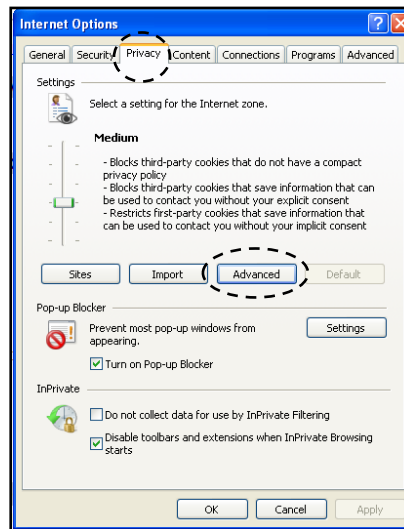 Internet Options
General Security Privacy Content Connections Programs Advanced
Settings
Select a setting for the Internet zone.
Medium
- Blocks third-party cookies that do not have a compact
privacy policy
- Blocks third-party cookies that save information that can
be used to contact you without your explicit consent
- Restricts first-party cookies that save information that
can be used to contact you without your implicit consent
Sites Import Advanced Default
Pop-up Blocker
Prevent most pop-up windows from
appearing.
Settings
Turn on Pop-up Blocker
InPrivate
Do not collect data for use by InPrivate Filtering
Disable toolbars and extensions when InPrivate Browsing
starts
OK Cancel Apply